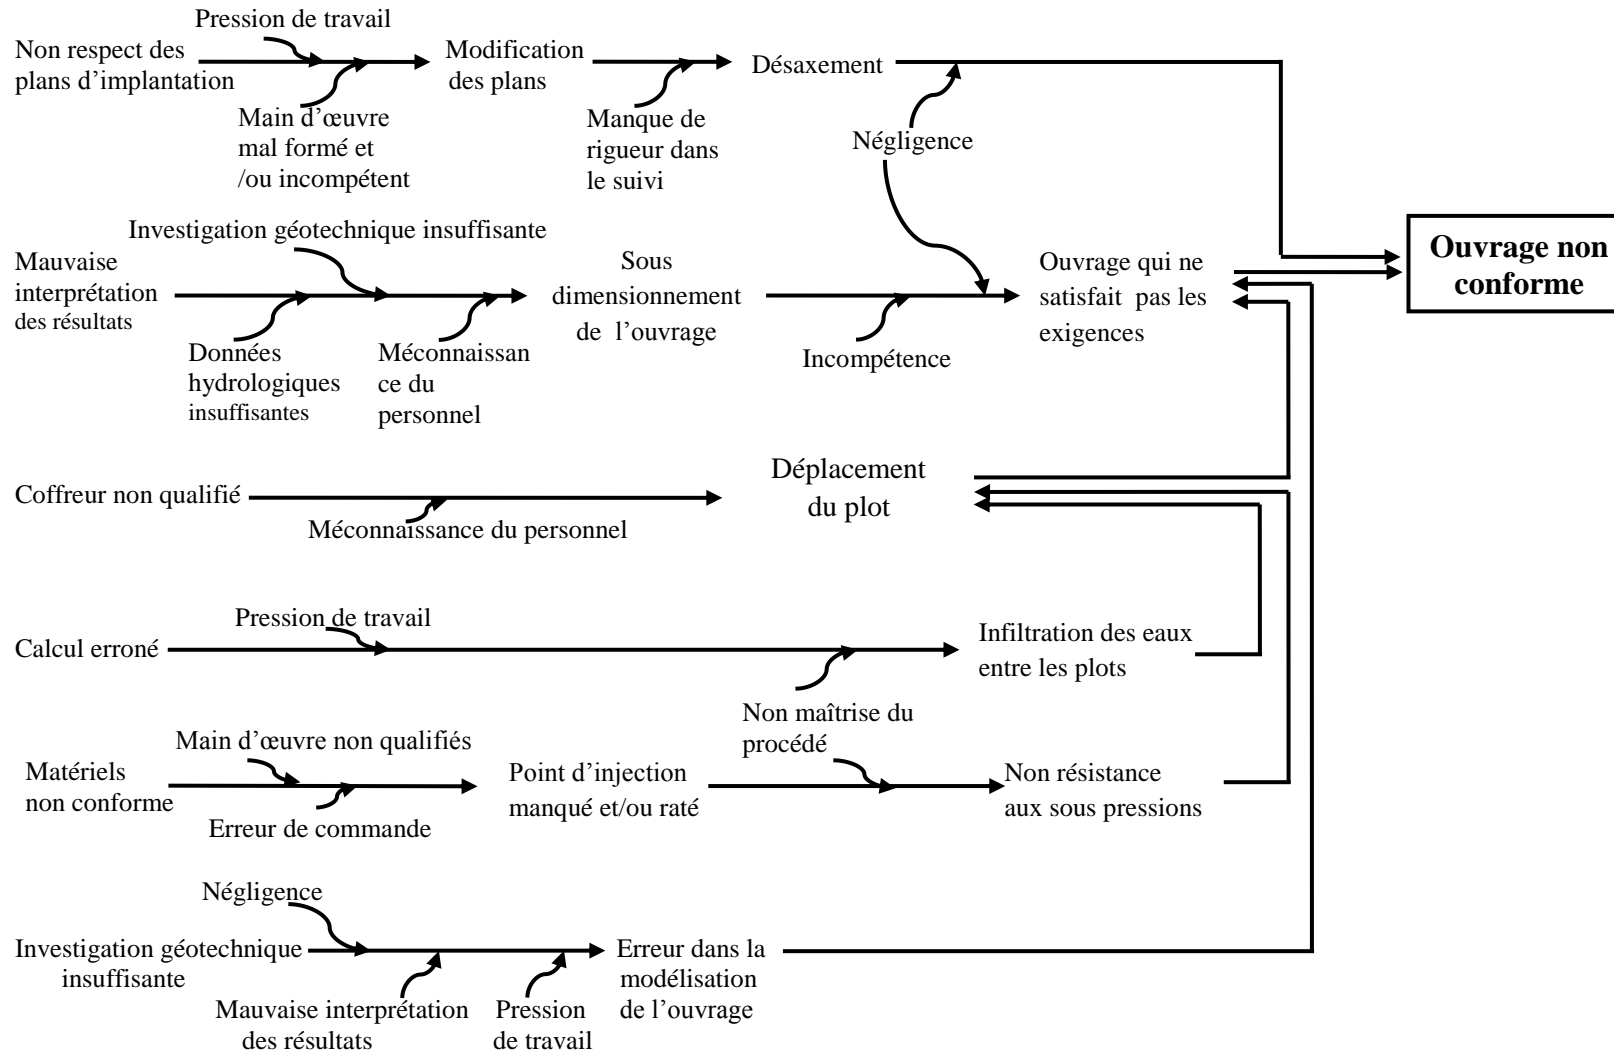 Pression de travail
Non respect des
plans d’implantation
Modification
des plans
Désaxement
Main d’œuvre
mal formé et
/ou incompétent
Manque de
rigueur dans
le suivi
Négligence
Investigation géotechnique insuffisante
Mauvaise
interprétation
des résultats
Sous
dimensionnement
de l’ouvrage
Ouvrage qui ne
satisfait pas les
exigences
Ouvrage non
conforme
Données
hydrologiques
insuffisantes
Méconnaissan
ce du
personnel
Incompétence
Coffreur non qualifié
Méconnaissance du personnel
Déplacement
du plot
Pression de travail
Calcul erroné
Infiltration des eaux
entre les plots
Non maîtrise du
procédé
Main d’œuvre non qualifiés
Matériels
non conforme
Erreur de commande
Point d’injection
manqué et/ou raté
Non résistance
aux sous pressions
Négligence
Investigation géotechnique
insuffisante
Mauvaise interprétation
des résultats
Pression
de travail
Erreur dans la
modélisation
de l’ouvrage